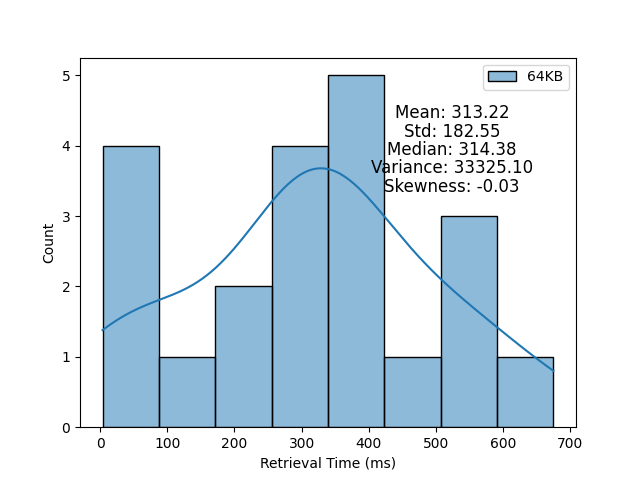 64KB
Mean: 313.22
Std: 182.55
Median: 314.38
Variance: 33325.10
Skewness: -0.03
5
4
3
2
1
0
Count
0 100 200 300 400 500 600 700
Retrieval Time (ms)